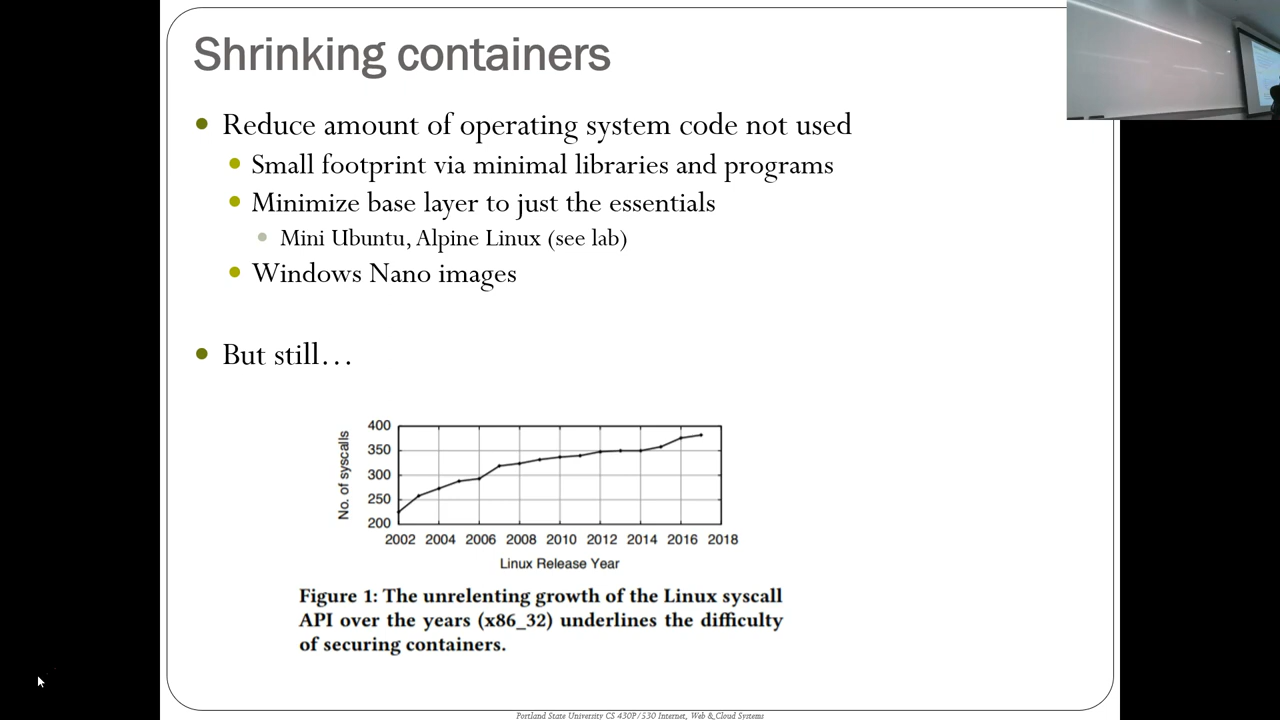 Shrinking containers
Reduce amount of operating system code not used
Small footprint via minimal libraries and programs
Minimize base layer to just the essentials
Mini Ubuntu, Alpine Linux (see lab)
Windows Nano images
But still…
No. of syscalls
400
350
300
250
200
2002 2004 2006 2008 2010 2012 2014 2016 2018
Linux Release Year
Figure 1: The unrelenting growth of the Linux syscall
API over the years (x86_32) underlines the difficulty
of securing containers.
Portland State University CS 430P/530 Internet, Web & Cloud Systems